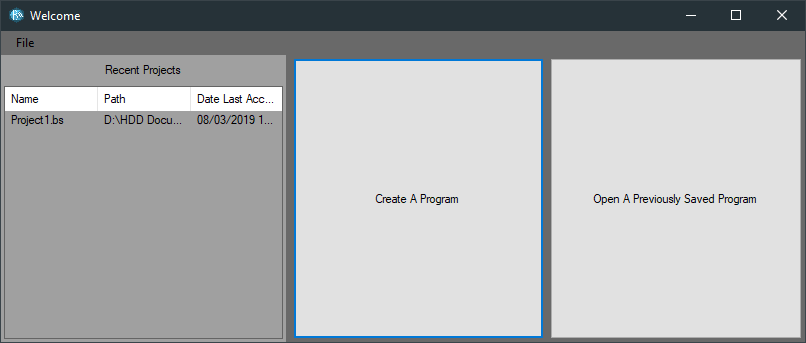 Welcome
File
Recent Projects
Name Path Date Last Acc...
Project1.bs D:\HDD Docu... 08/03/2019 1...
Create A Program
Open A Previously Saved Program